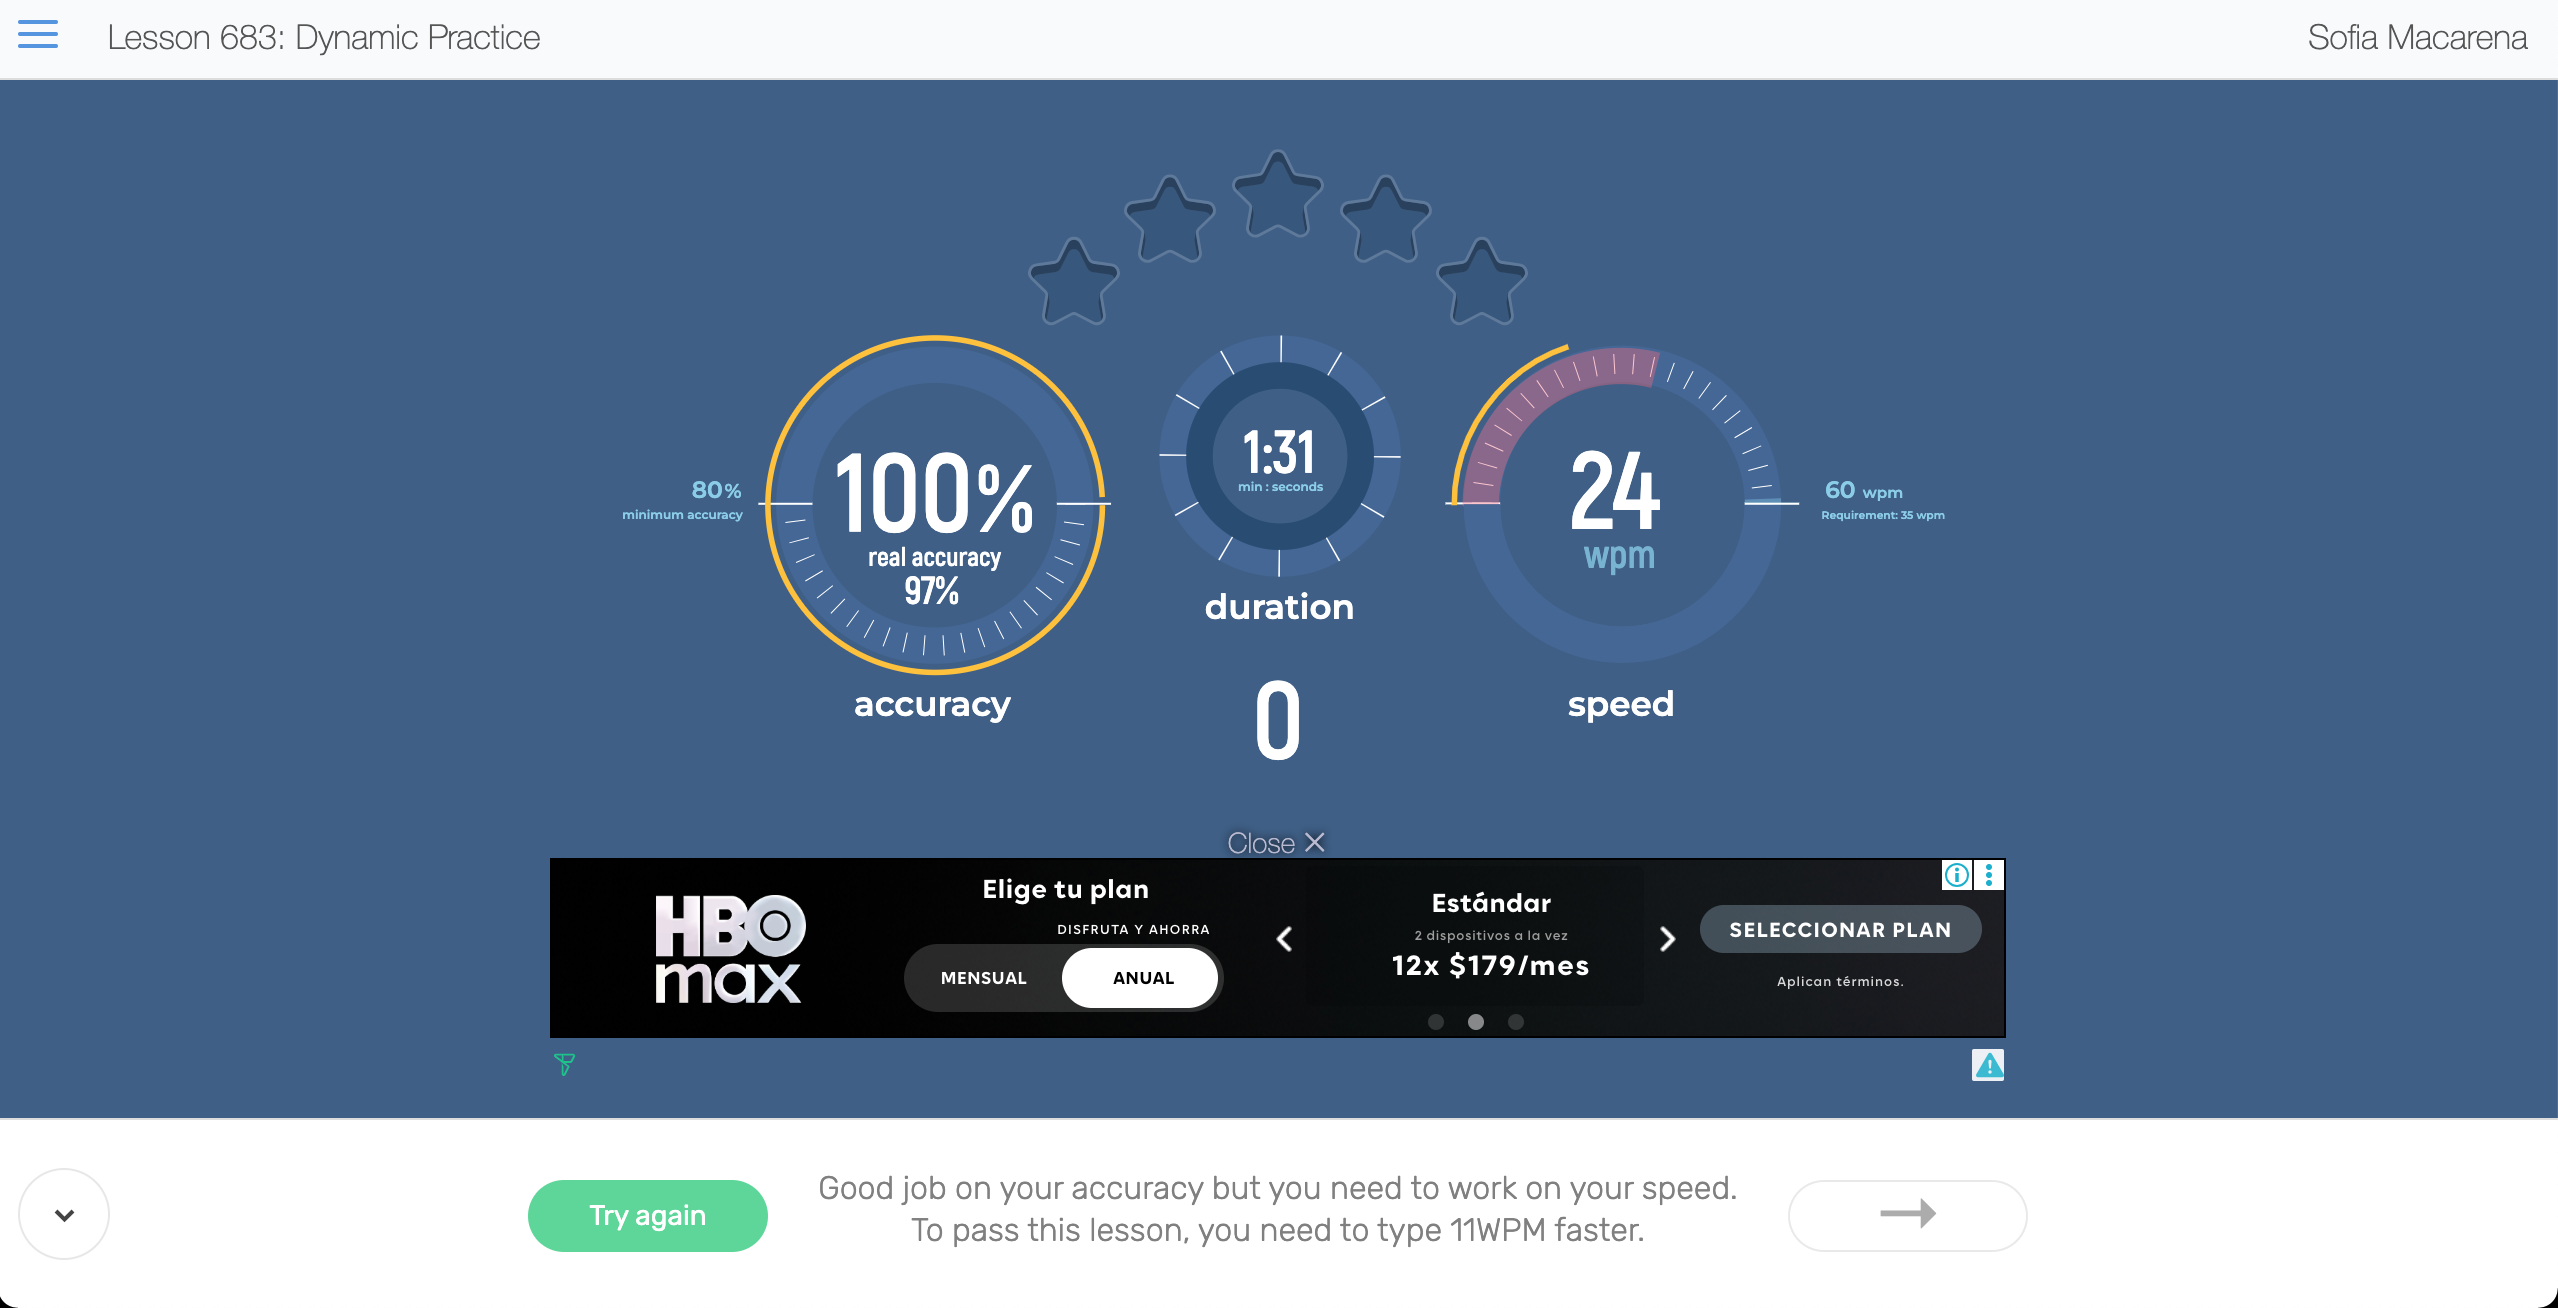 Lesson 683: Dynamic Practice
Sofia Macarena
80%
minimum accuracy
100%
real accuracy
97%
accuracy
1:31
min : seconds
duration
0
24
wpm
speed
60 wpm
Requirement: 35 wpm
Close
HBO
max
Elige tu plan
DISFRUTA Y AHORRA
MENSUAL ANUAL
Estándar
2 dispositivos a la vez
12x $179/mes
SELECCIONAR PLAN
Aplican términos.
Try again
Good job on your accuracy but you need to work on your speed.
To pass this lesson, you need to type 11WPM faster.